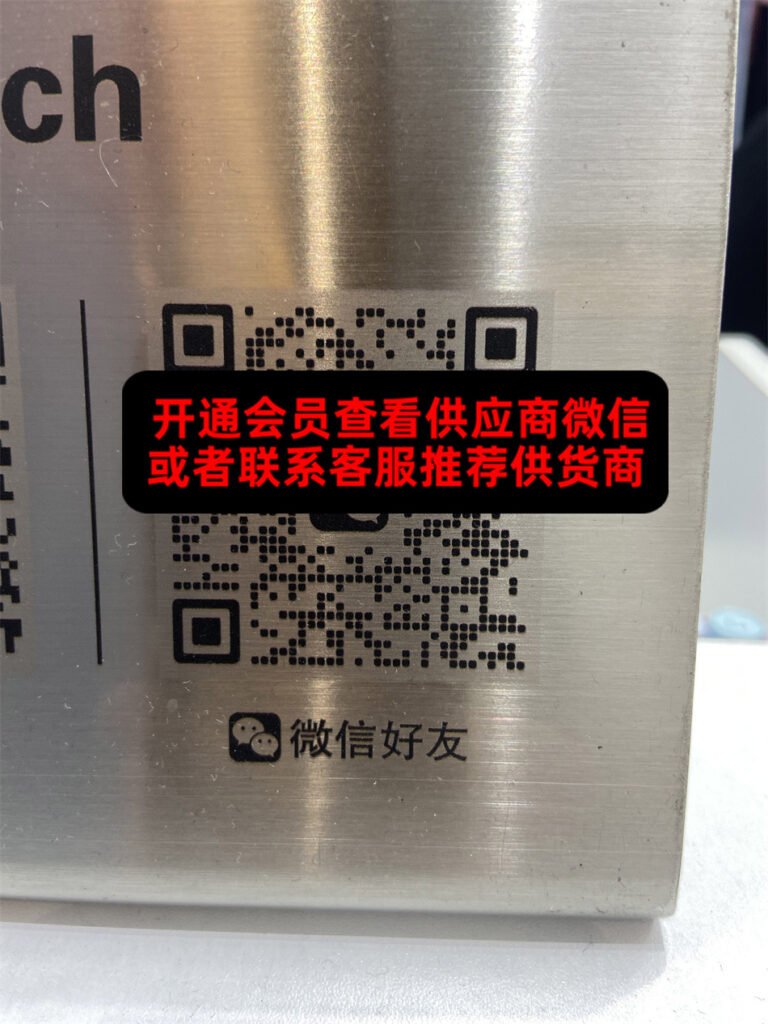 ch
开通会员查看供应商微信
或者联系客服推荐供货商
微信好友